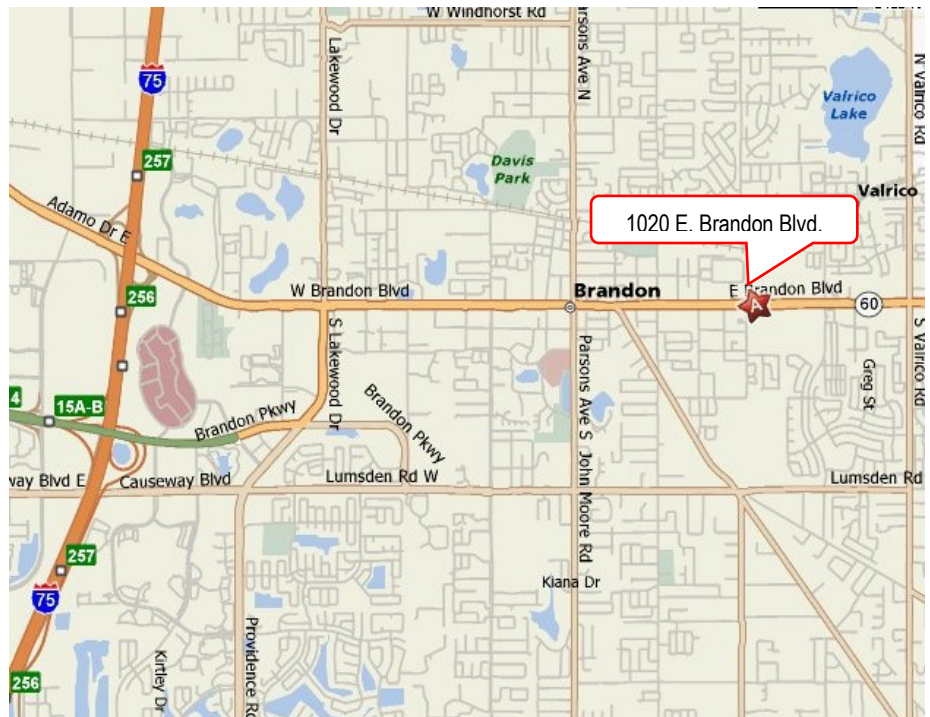 W Windhorst Rd
75
Lakewood Dr
Parsons Ave N
N Valrico Rd
Valrico
Lake
257
Davis
Park
Valrico
Adamo Dr E
1020 E. Brandon Blvd.
256
W Brandon Blvd
Brandon
E Brandon Blvd
A
60
S Lakewood Dr
Parsons Ave S
Greg St
S Valrico Rd
4
15A-B
Brandon Pkwy
Brandon Pkwy
way Blvd E
Causeway Blvd
Lumsden Rd W
Lumsden Rd
John Moore Rd
257
75
Kiana Dr
Kirtley Dr
Providence Rd
256